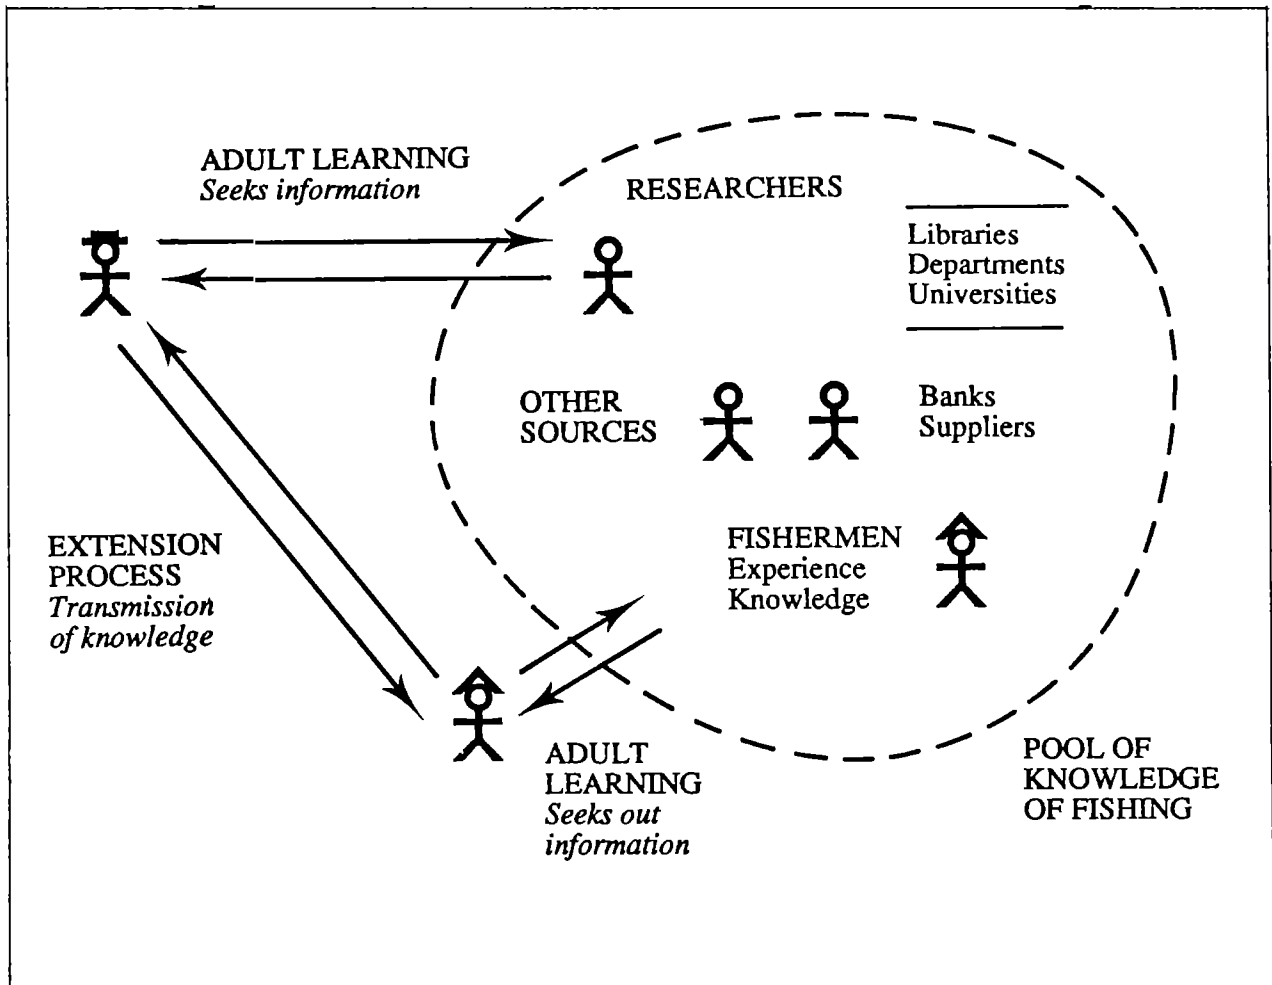 ADULT LEARNING
Seeks information
RESEARCHERS
Libraries
Departments
Universities
OTHER
SOURCES
Banks
Suppliers
FISHERMEN
Experience
Knowledge
EXTENSION
PROCESS
Transmission
of knowledge
ADULT
LEARNING
Seeks out
information
POOL OF
KNOWLEDGE
OF FISHING